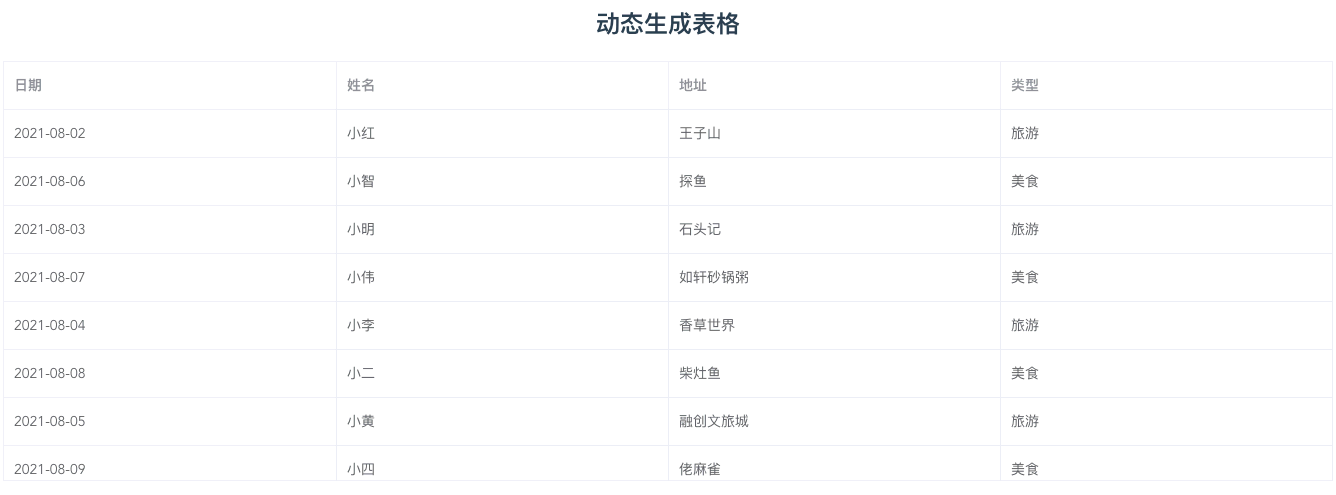 动态生成表格
日期 姓名 地址 类型
2021-08-02 小红 王子山 旅游
2021-08-06 小智 探鱼 美食
2021-08-03 小明 石头记 旅游
2021-08-07 小伟 如轩砂锅粥 美食
2021-08-04 小李 香草世界 旅游
2021-08-08 小二 柴灶鱼 美食
2021-08-05 小黄 融创文旅城 旅游
2021-08-09 小四 佬麻雀 美食